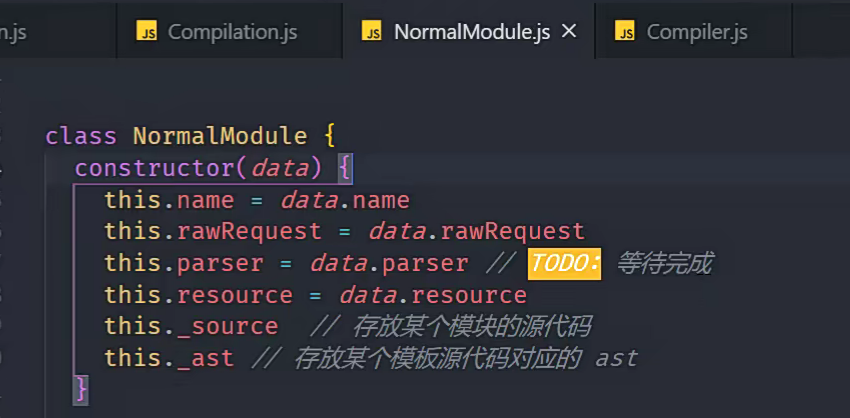 n.js JS Compilation.js JS NormalModule.js × JS Compiler.js
class NormalModule {
constructor(data) {
this.name = data.name
this.rawRequest = data.rawRequest
this.parser = data.parser // TODO: 等待完成
this.resource = data.resource
this._source // 存放某个模块的源代码
this._ast // 存放某个模板源代码对应的 ast
}